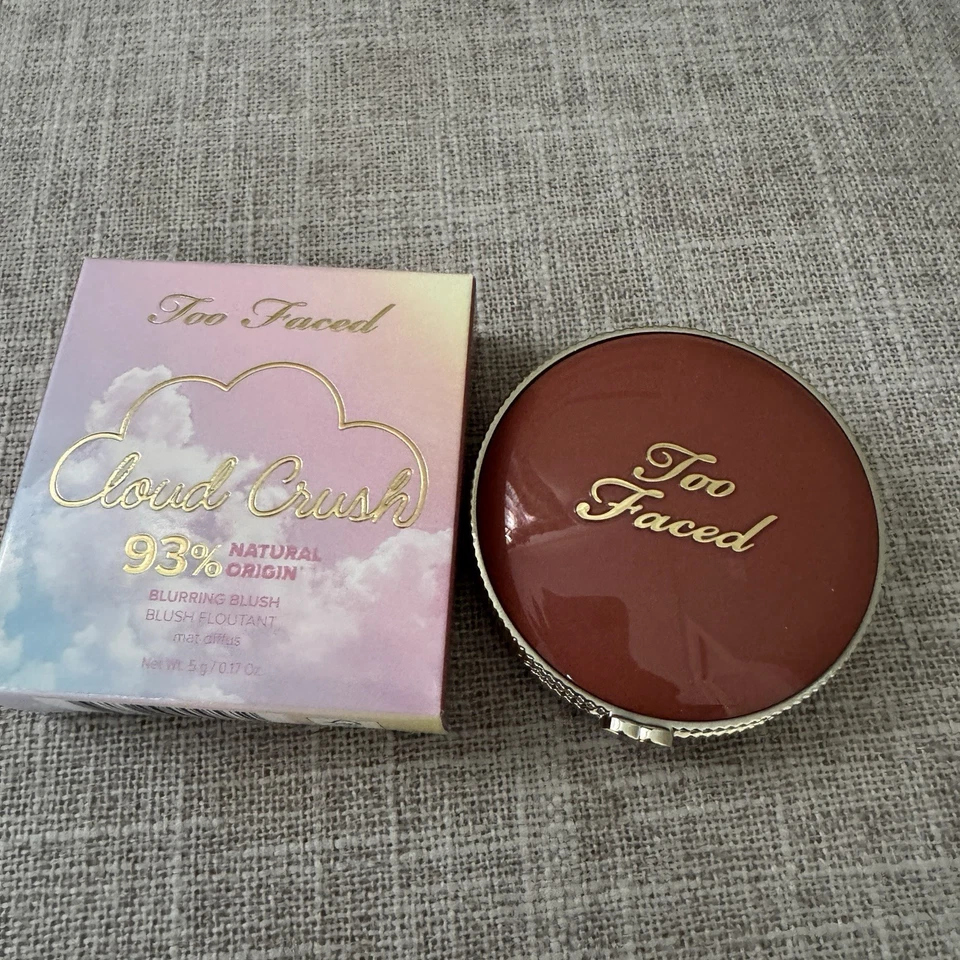 Too Faced
Cloud Crush
93% NATURAL
ORIGIN*
BLURRING BLUSH
BLUSH FLOUTANT
mat diffus
Net Wt. 5 g / 0.17 Oz.
Too
Faced